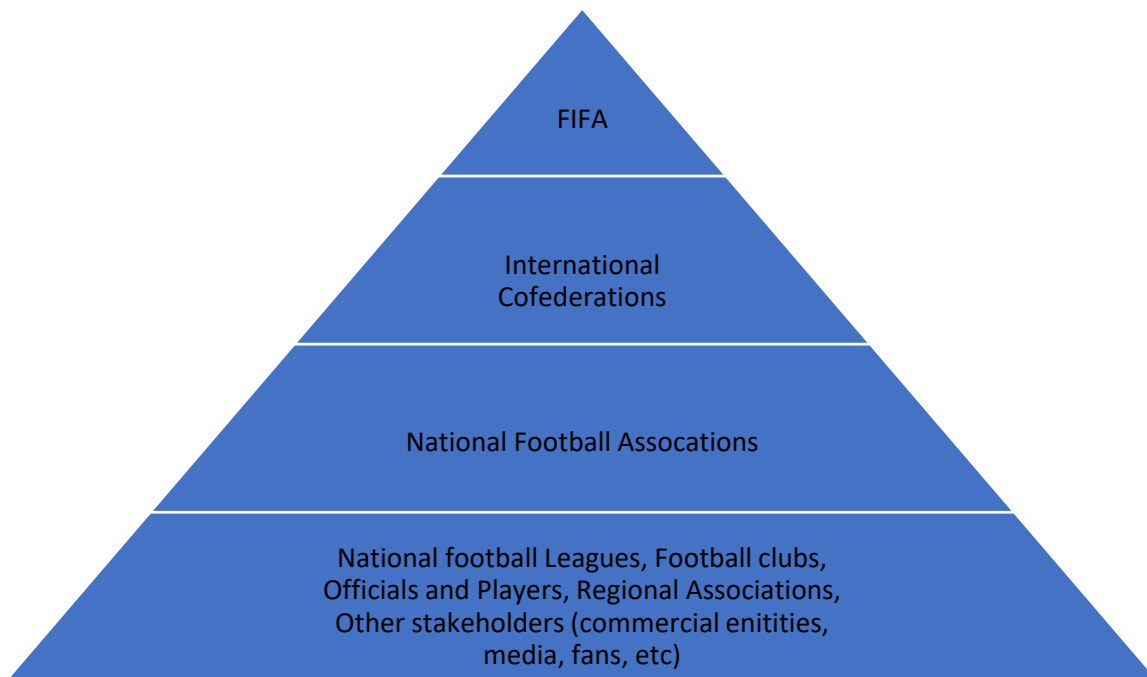 FIFA
International
Cofederations
National Football Assocations
National football Leagues, Football clubs,
Officials and Players, Regional Associations,
Other stakeholders (commercial enitities,
media, fans, etc)